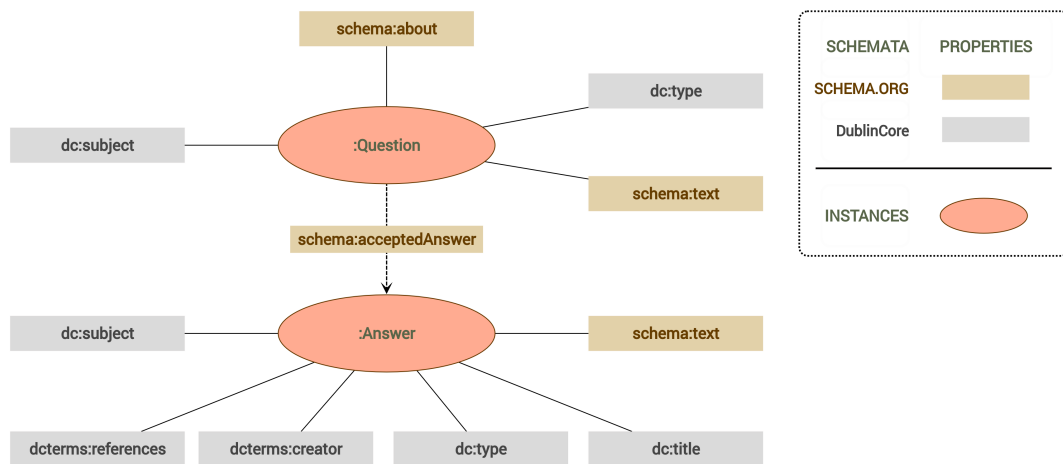 schema:about
dc:type
dc:subject
:Question
schema:text
schema:acceptedAnswer
dc:subject
:Answer
schema:text
dcterms:references
dcterms:creator
dc:type
dc:title
SCHEMATA PROPERTIES
SCHEMA.ORG
DublinCore
INSTANCES